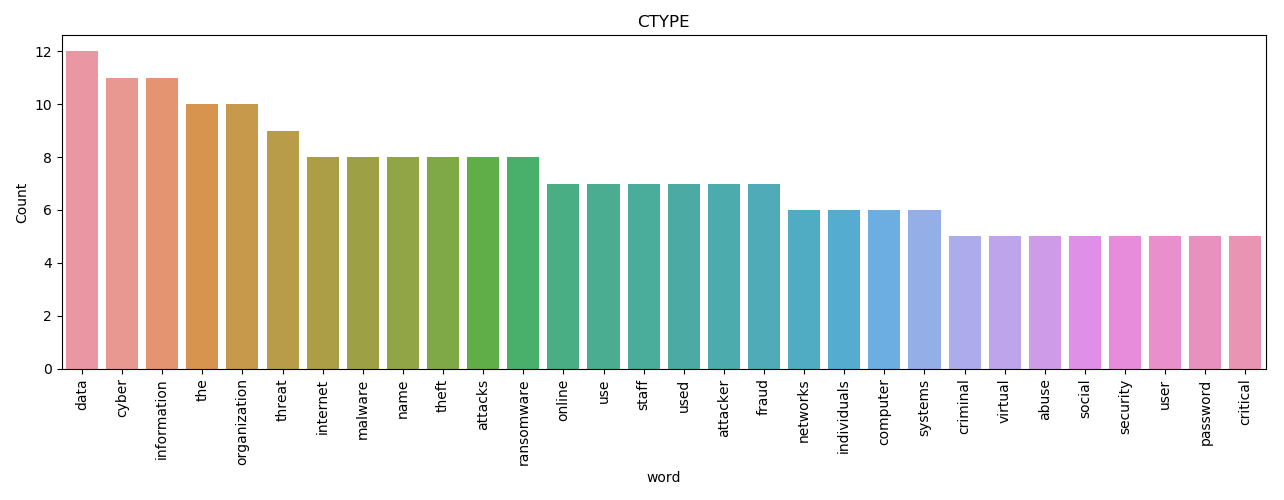 CTYPE
Count
12
10
8
6
4
2
0
data
cyber
information
the
organization
threat
internet
malware
name
theft
attacks
ransomware
online
use
staff
used
attacker
fraud
networks
individuals
computer
systems
criminal
virtual
abuse
social
security
user
password
critical
word